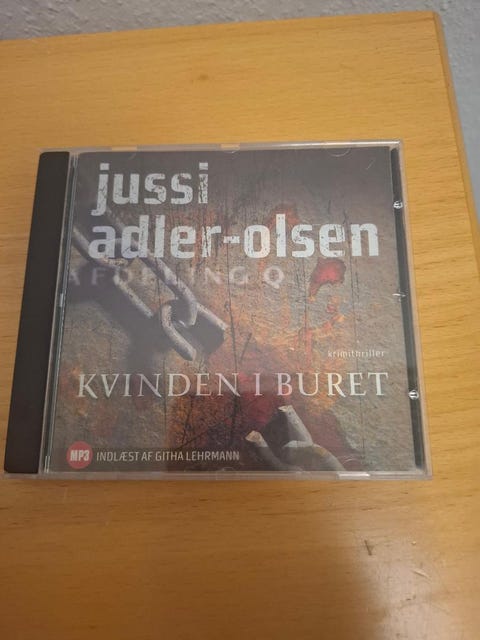 jussi
adler-olsen
AFDELING Q
krimithriller
KVINDEN I BURET
MP3 INDLÆST AF GITHA LEHRMANN